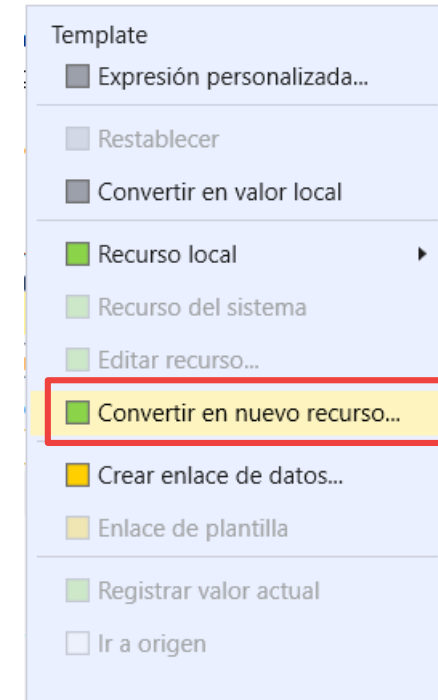 Template
Expresión personalizada...
Restablecer
Convertir en valor local
Recurso local
Recurso del sistema
Editar recurso...
Convertir en nuevo recurso...
Crear enlace de datos...
Enlace de plantilla
Registrar valor actual
Ir a origen